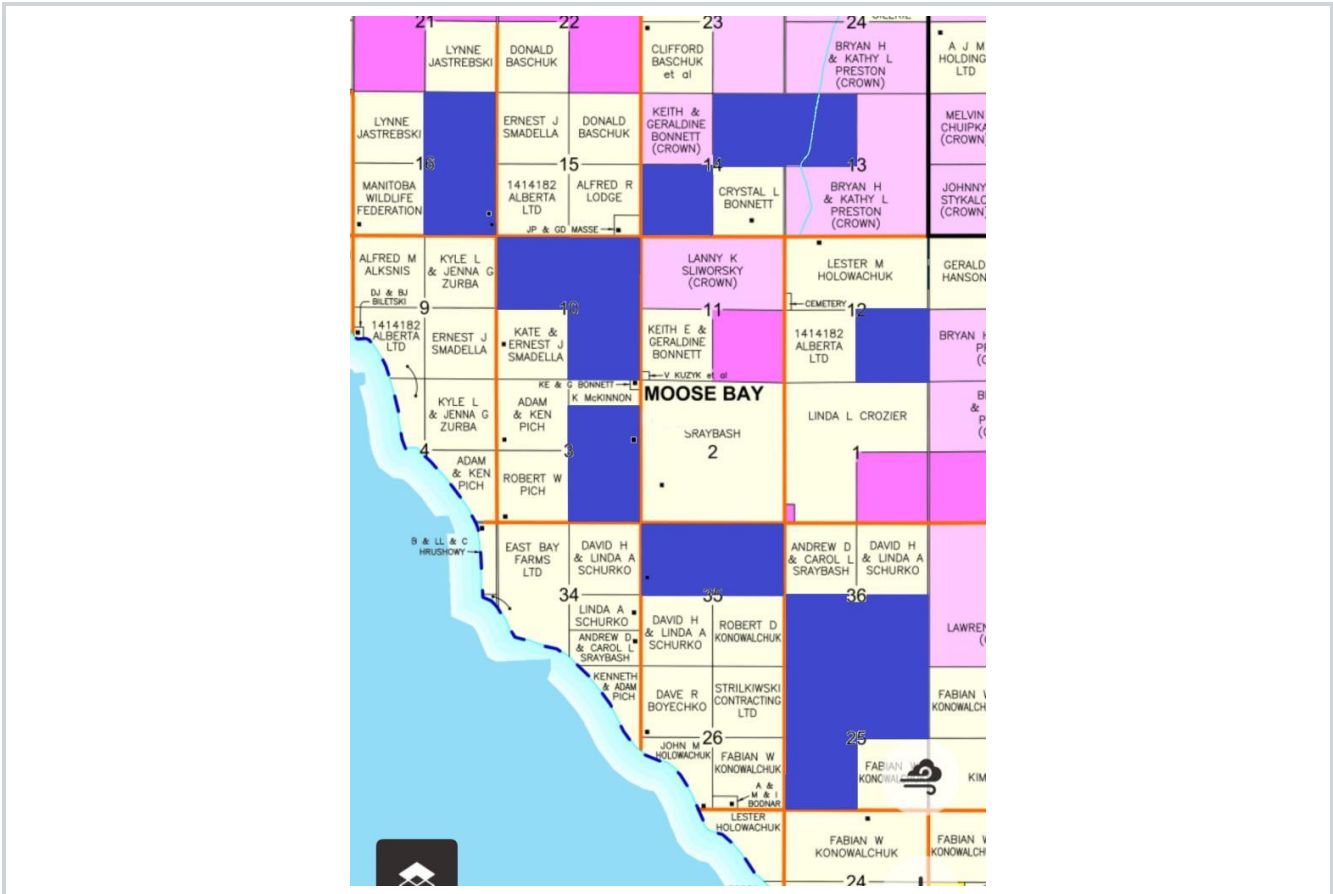 21
22
23
24
LYNNE
JASTREBSKI
DONALD
BASCHUK
CLIFFORD
BASCHUK
et al
BRYAN H
& KATHY L
PRESTON
(CROWN)
A J M
HOLDING
LTD
LYNNE
JASTREBSKI
ERNEST J
SMADELLA
DONALD
BASCHUK
KEITH &
GERALDINE
BONNETT
(CROWN)
MELVIN
CHUIPKA
(CROWN)
16
15
14
13
MANITOBA
WILDLIFE
FEDERATION
1414182
ALBERTA
LTD
ALFRED R
LODGE
JP & GD MASSE
CRYSTAL L
BONNETT
BRYAN H
& KATHY L
PRESTON
(CROWN)
JOHNNY
STYKALO
(CROWN)
ALFRED M
ALKSNIS
DJ & BJ
BILETSKI
KYLE L
& JENNA G
ZURBA
LANNY K
SLIWORSKY
(CROWN)
LESTER M
HOLOWACHUK
CEMETERY
GERALD
HANSON
9
10
11
12
1414182
ALBERTA
LTD
ERNEST J
SMADELLA
KATE &
ERNEST J
SMADELLA
KEITH E &
GERALDINE
BONNETT
1414182
ALBERTA
LTD
BRYAN
V KUZYK et al
KE & G BONNETT
K McKINNON
MOOSE BAY
KYLE L
& JENNA G
ZURBA
ADAM
& KEN
PICH
SRAYBASH
LINDA L CROZIER
4
3
2
1
ADAM
& KEN
PICH
ROBERT W
PICH
B & LL & C
HRUSHOWY
EAST BAY
FARMS
LTD
DAVID H
& LINDA A
SCHURKO
ANDREW D
& CAROL L
SRAYBASH
DAVID H
& LINDA A
SCHURKO
34
35
36
LINDA A
SCHURKO
ANDREW D
& CAROL L
SRAYBASH
DAVID H
& LINDA A
SCHURKO
ROBERT D
KONOWALCHUK
LAWREN
KENNETH
& ADAM
PICH
DAVE R
BOYECHKO
STRILKIWSKI
CONTRACTING
LTD
FABIAN W
KONOWALCH
26
25
JOHN M
HOLOWACHUK
FABIAN W
KONOWALCHUK
A &
M & I
BODNAR
FABIAN W
KONOWALCHUK
KIM
LESTER
HOLOWACHUK
FABIAN W
KONOWALCHUK
FABIAN W
KONOWALCH
24